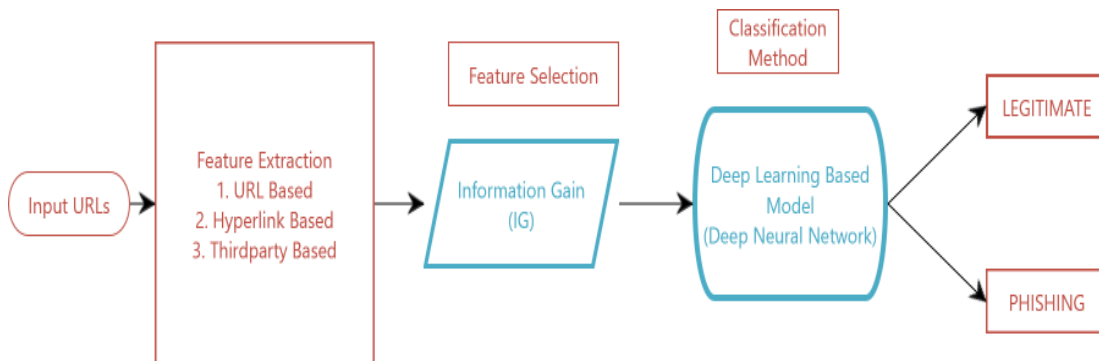 Input URLs
Feature Extraction
1. URL Based
2. Hyperlink Based
3. Thirdparty Based
Feature Selection
Information Gain
(IG)
Classification
Method
Deep Learning Based
Model
(Deep Neural Network)
LEGITIMATE
PHISHING